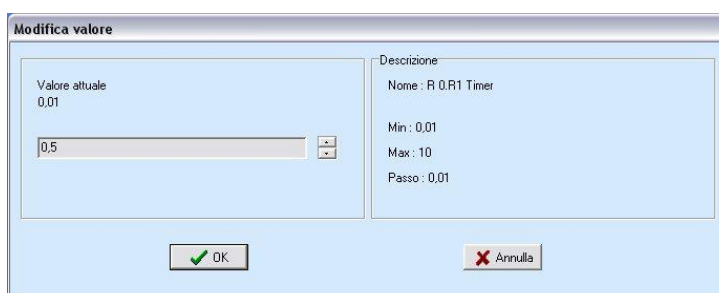 Modifica valore
Valore attuale
0,01
0,5
Descrizione
Nome : R 0.R1 Timer
Min : 0,01
Max : 10
Passo : 0,01
OK
Annulla